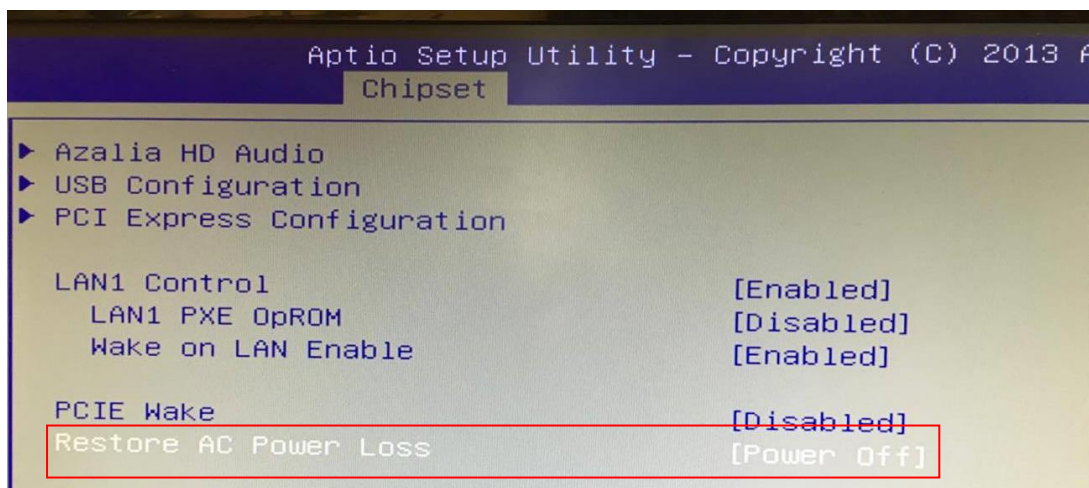 Aptio Setup Utility – Copyright (C) 2013 A
Chipset
▶ Azalia HD Audio
▶ USB Configuration
▶ PCI Express Configuration
LAN1 Control [Enabled]
LAN1 PXE OpROM [Disabled]
Wake on LAN Enable [Enabled]
PCIE Wake [Disabled]
Restore AC Power Loss [Power Off]